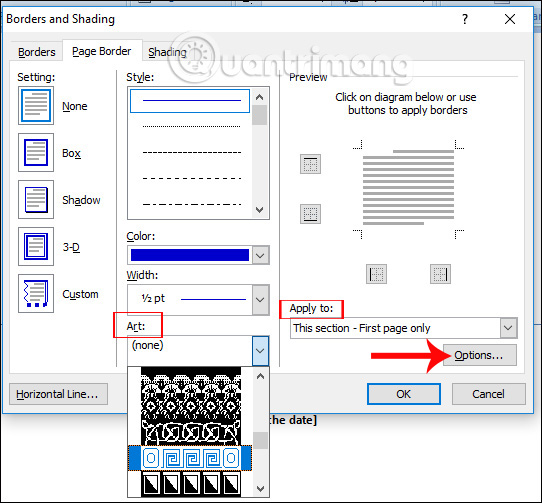 Borders and Shading
Borders
Page Border
Shading
Quantrimang
Setting:
None
Box
Shadow
3-D
Custom
Style:
Color:
Width:
½ pt
Art:
(none)
Preview
Click on diagram below or use
buttons to apply borders
Apply to:
This section - First page only
Options...
Horizontal Line...
OK
Cancel
the date]